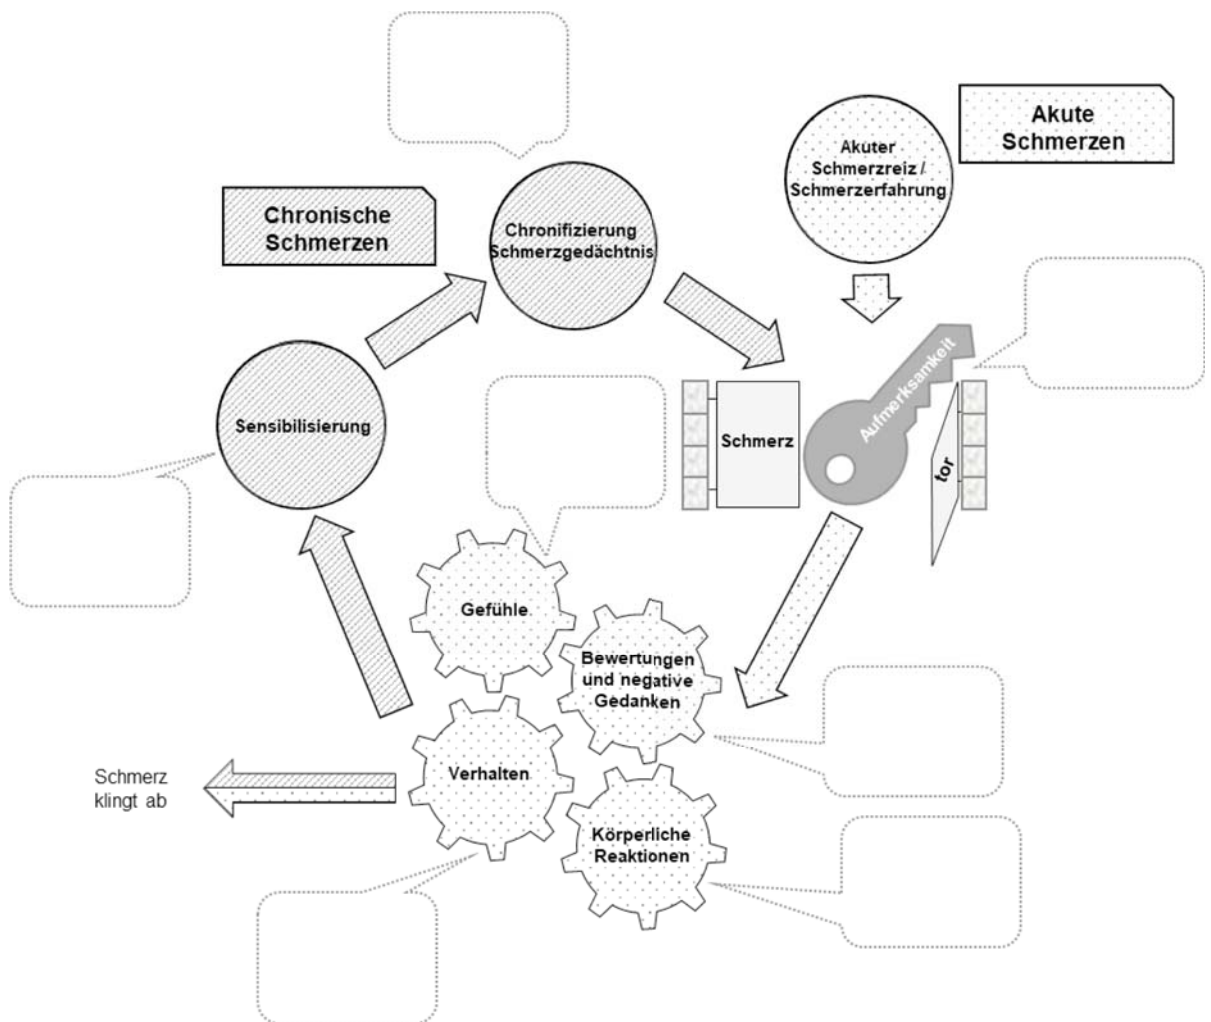 Akute
Schmerzen
Akuter
Schmerzreiz /
Schmerzerfahrung
Chronische
Schmerzen
Chronifizierung
Schmerzgedächtnis
Aufmerksamkeit
Sensibilisierung
Schmerz
tor
Gefühle
Bewertungen
und negative
Gedanken
Verhalten
Schmerz
klingt ab
Körperliche
Reaktionen